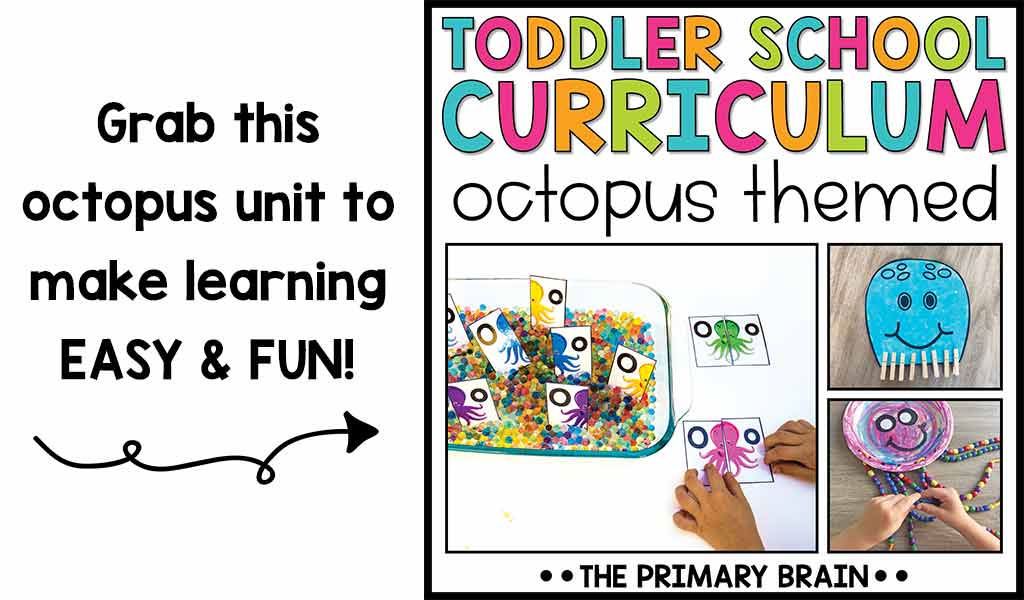 Grab this
octopus unit to
make learning
EASY & FUN!
TODDLER SCHOOL
CURRICULUM
octopus themed
O
O
O
O
O
O
O O
O O
••THE PRIMARY BRAIN••